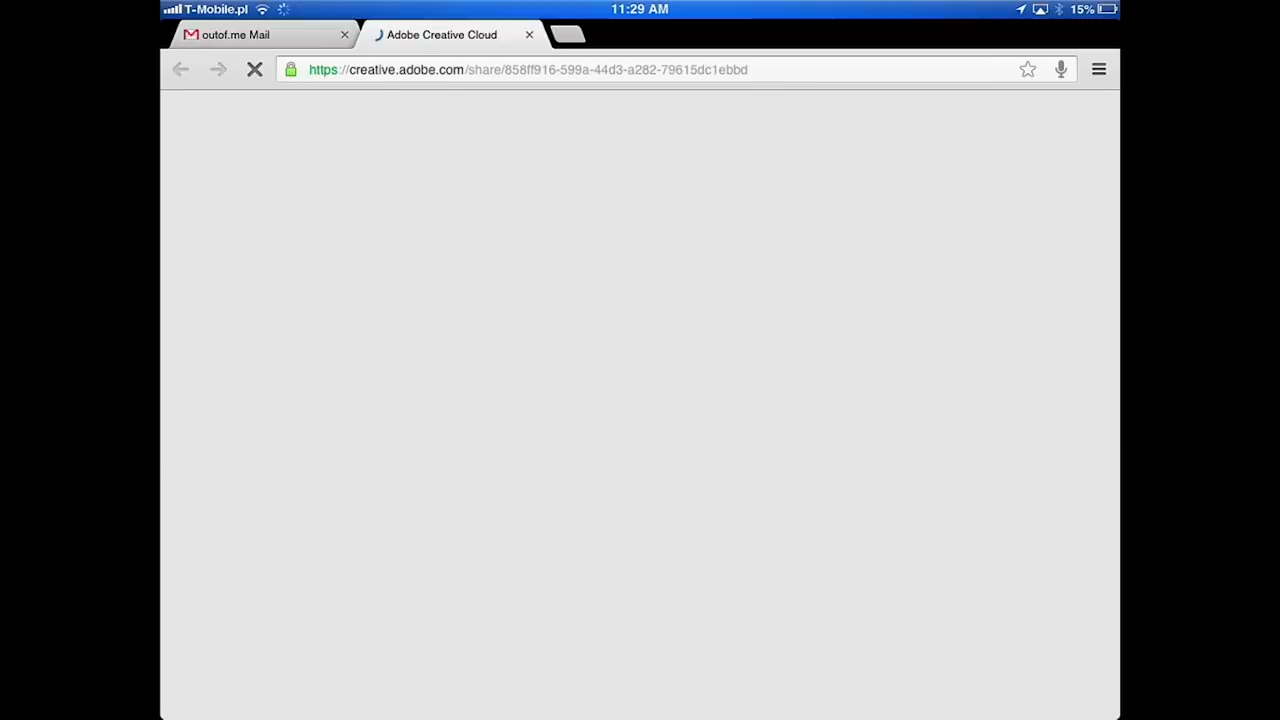 T-Mobile.pl
11:29 AM
15%
outof.me Mail
Adobe Creative Cloud
https://creative.adobe.com/share/858ff916-599a-44d3-a282-79615dc1ebbd